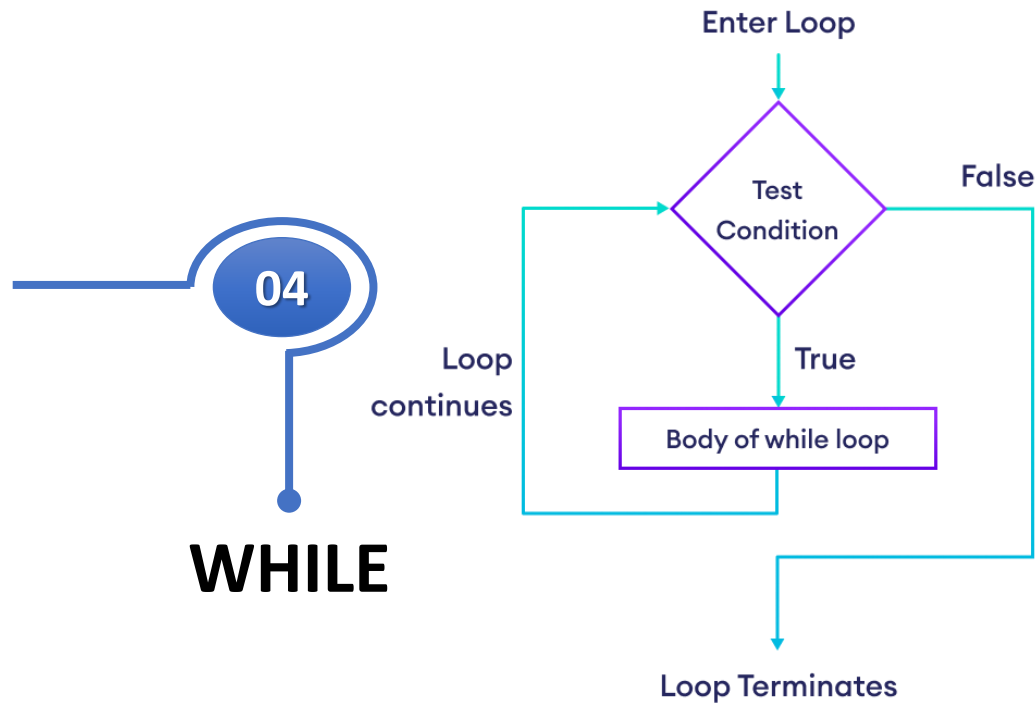 04
WHILE
Enter Loop
Test
Condition
False
True
Loop
continues
Body of while loop
Loop Terminates